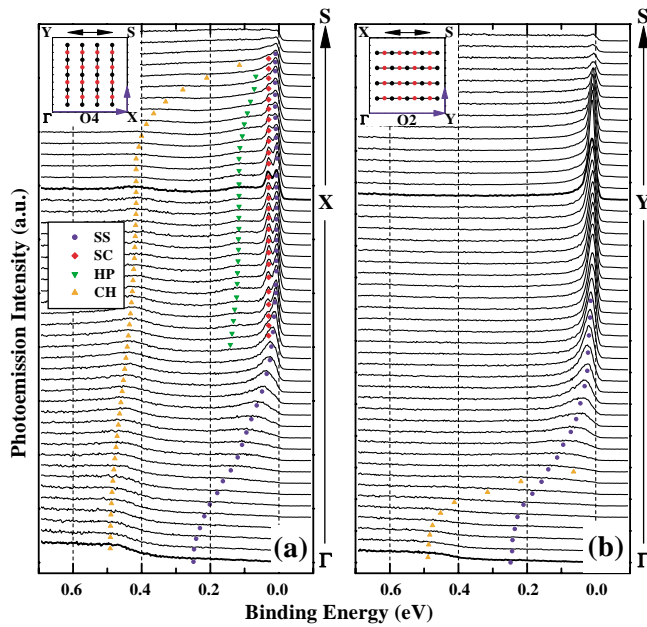 Photoemission Intensity (a.u.)
Y
S
Γ
O4
X
SS
SC
HP
CH
(a)
S
X
Γ
0.6
0.4
0.2
0.0
X
S
Γ
O2
Y
(b)
S
Y
Γ
0.6
0.4
0.2
0.0
Binding Energy (eV)